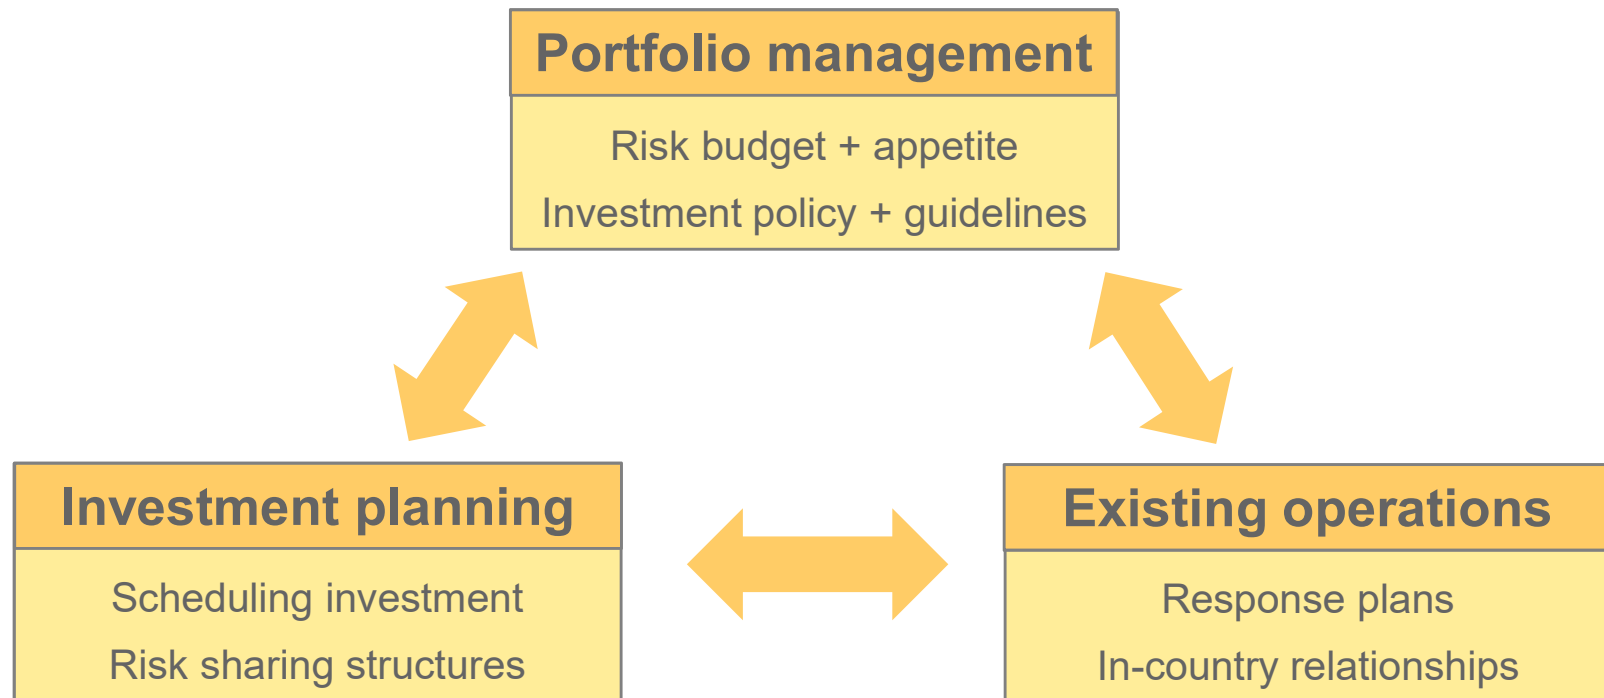 Portfolio management
Risk budget + appetite
Investment policy + guidelines
Investment planning
Scheduling investment
Risk sharing structures
Existing operations
Response plans
In-country relationships